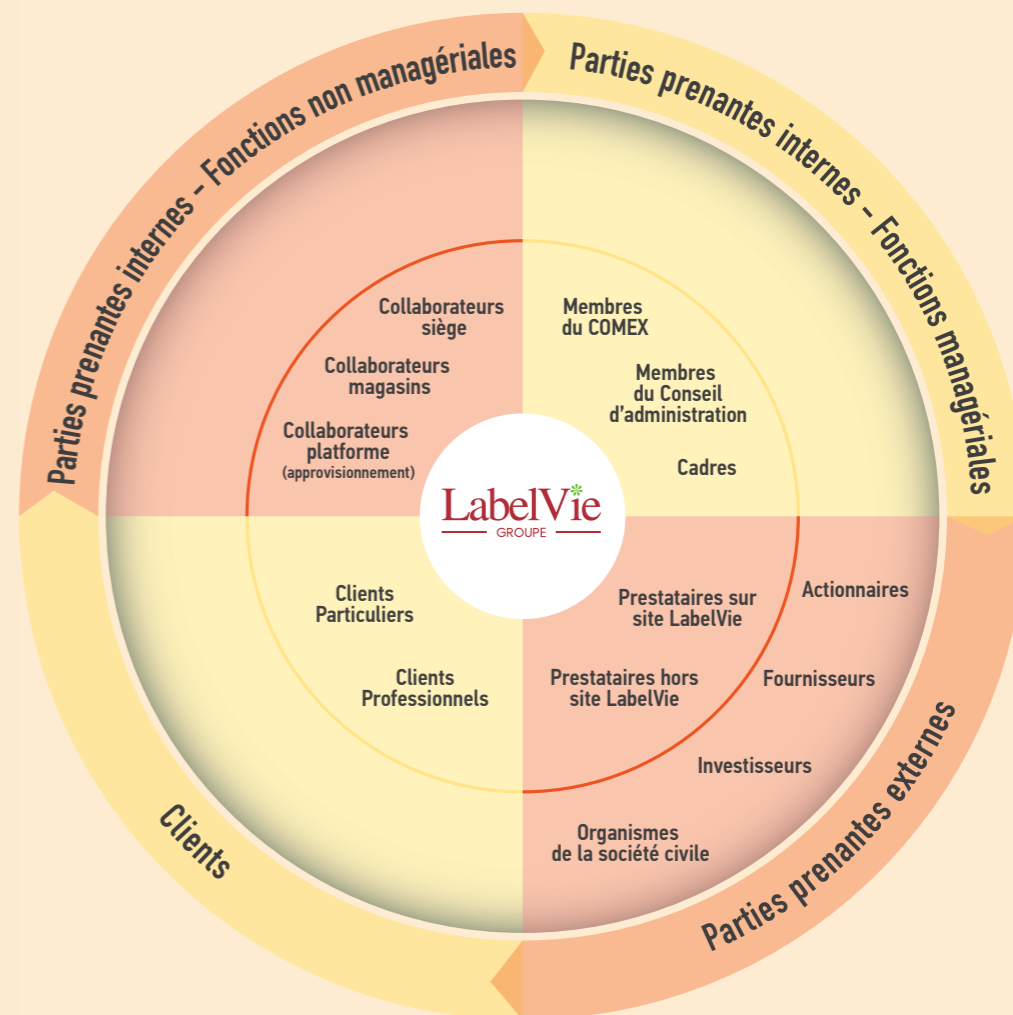 Parties prenantes internes - Fonctions non managériales
Parties prenantes internes - Fonctions managériales
Collaborateurs
siège
Collaborateurs
magasins
Collaborateurs
platforme
(approvisionnement)
Membres
du COMEX
Membres
du Conseil
d'administration
Cadres
LabelVie
GROUPE
Clients
Particuliers
Clients
Professionnels
Prestataires sur
site LabelVie
Actionnaires
Prestataires hors
site LabelVie
Fournisseurs
Investisseurs
Organismes
de la société civile
Clients
Parties prenantes externes